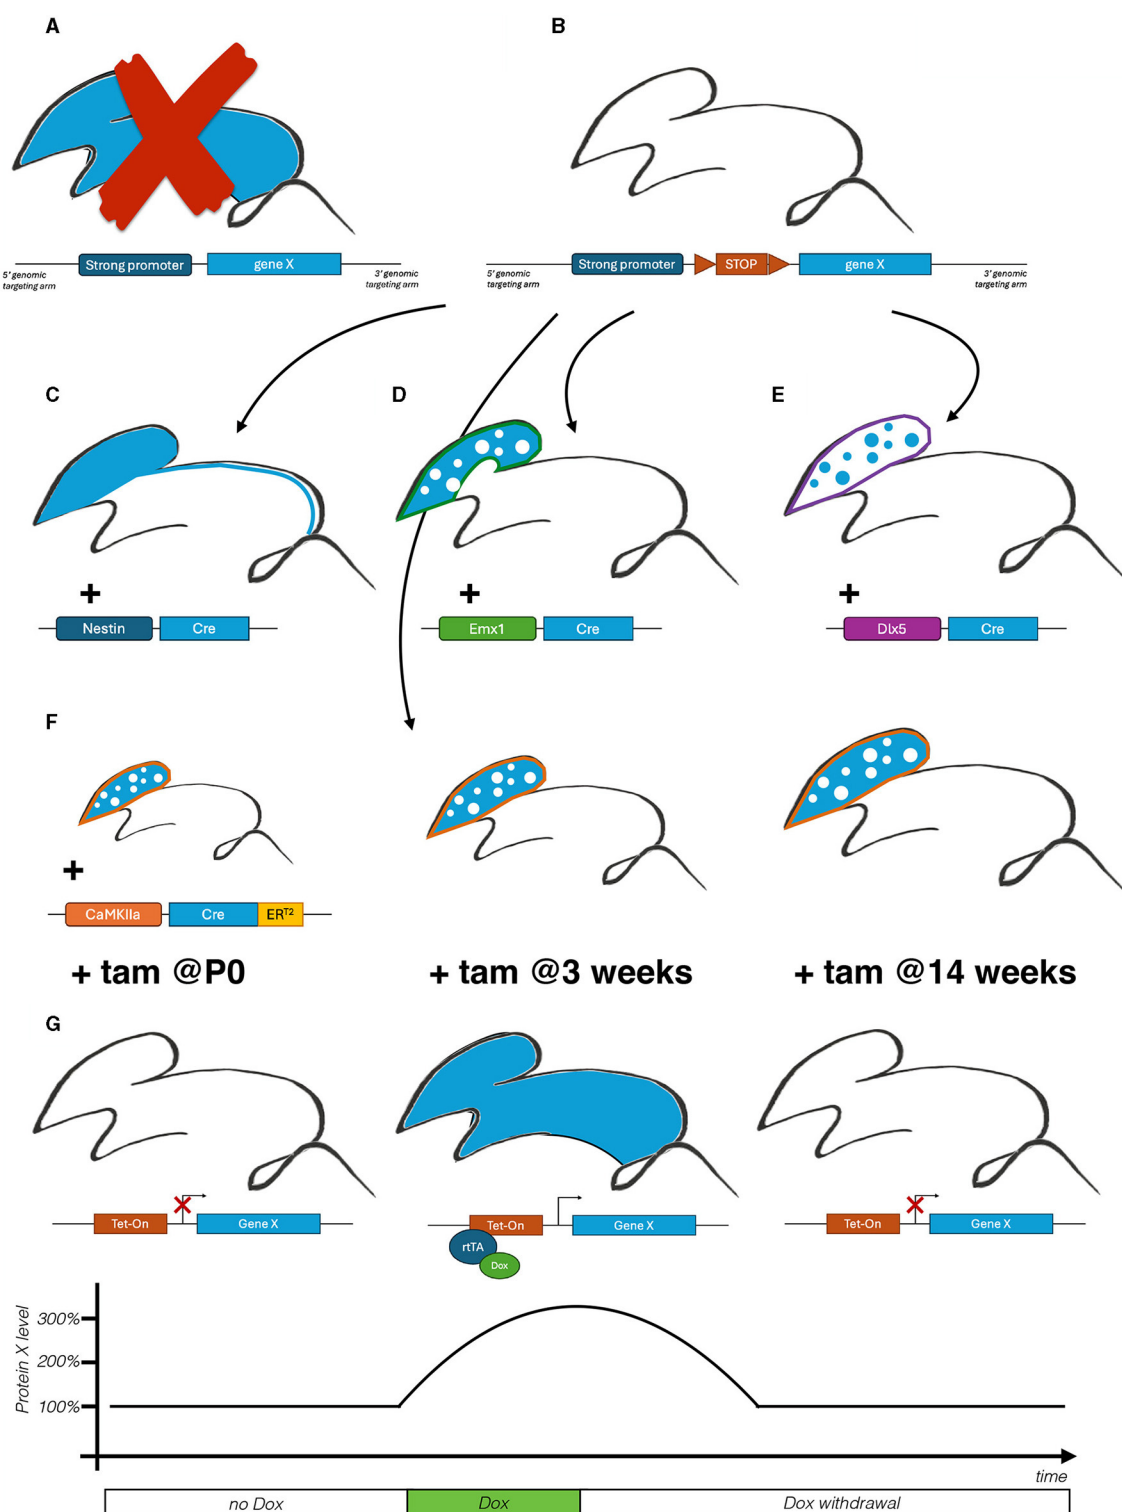 A
B
Strong promoter
gene X
5' genomic
targeting arm
3' genomic
targeting arm
Strong promoter
STOP
gene X
5' genomic
targeting arm
3' genomic
targeting arm
C
D
E
+
Nestin
Cre
+
Emx1
Cre
+
Dlx5
Cre
F
+
CaMKIIa
Cre
ERT2
+ tam @P0
+ tam @3 weeks
+ tam @14 weeks
G
Tet-On
Gene X
Tet-On
Gene X
rtTA
Dox
Tet-On
Gene X
Protein X level
300%
200%
100%
time
no Dox
Dox
Dox withdrawal